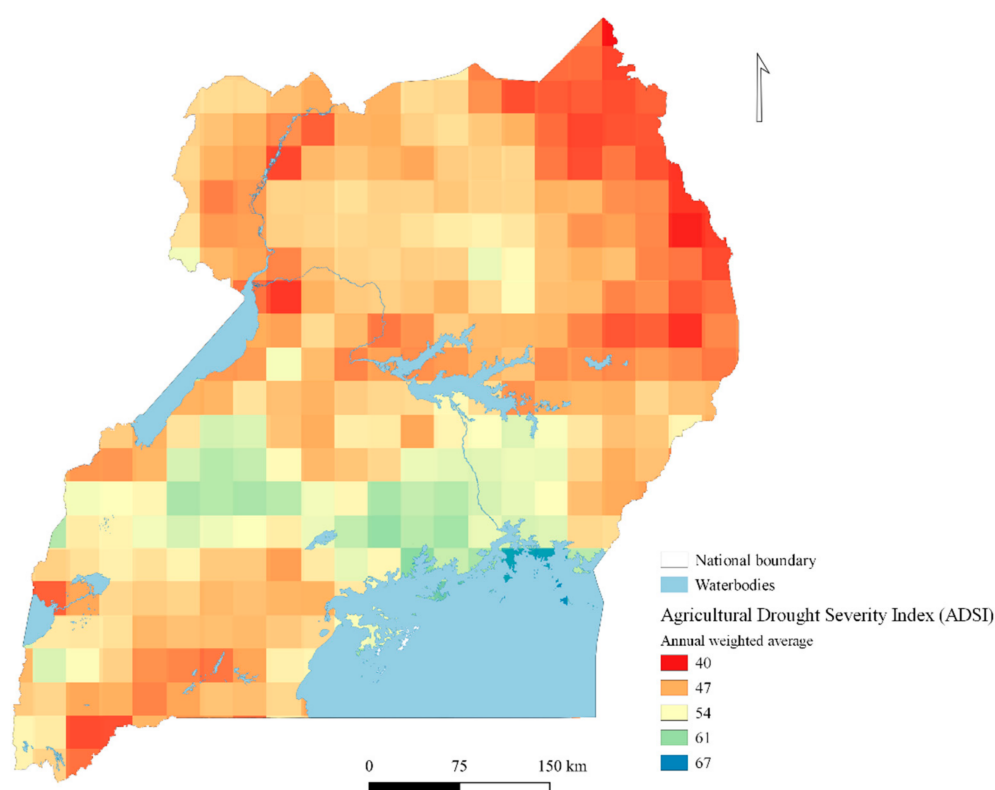 National boundary
Waterbodies
Agricultural Drought Severity Index (ADSI)
Annual weighted average
40
47
54
61
67
0 75 150 km